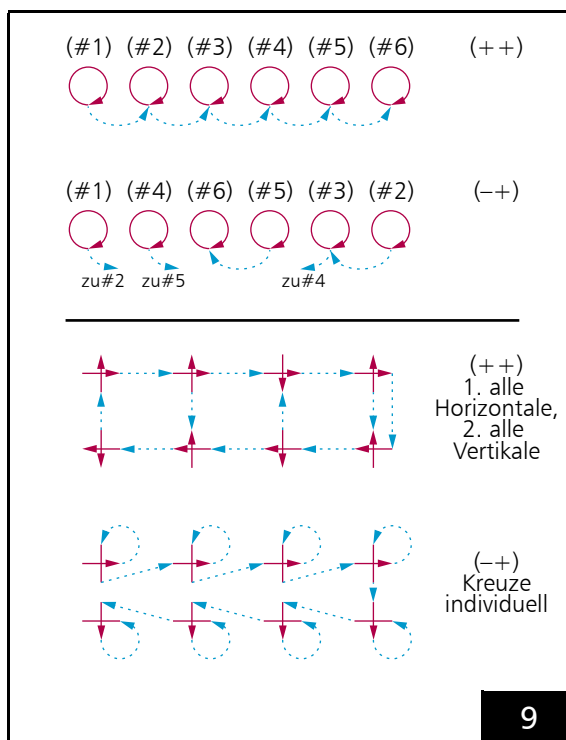 (#1) (#2) (#3) (#4) (#5) (#6) (++)
(#1) (#4) (#6) (#5) (#3) (#2) (–+)
zu#2 zu#5 zu#4
(++)
1. alle
Horizontale,
2. alle
Vertikale
(–+)
Kreuze
individuell
9